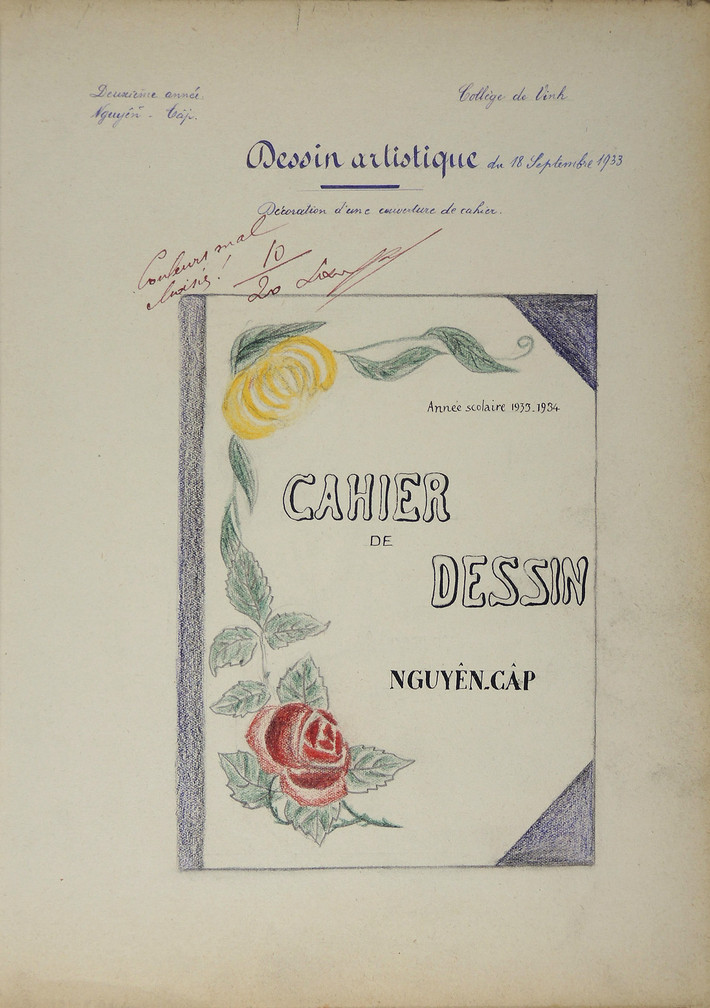 Deuxième année.
Nguyễn - Cấp.
Collège de Vinh
Dessin artistique du 18 Septembre 1933
Décoration d'une couverture de cahier.
Couleurs mal
choisies!
10
20
Année scolaire 1933-1934
CAHIER
DE
DESSIN
NGUYÊN-CÂP